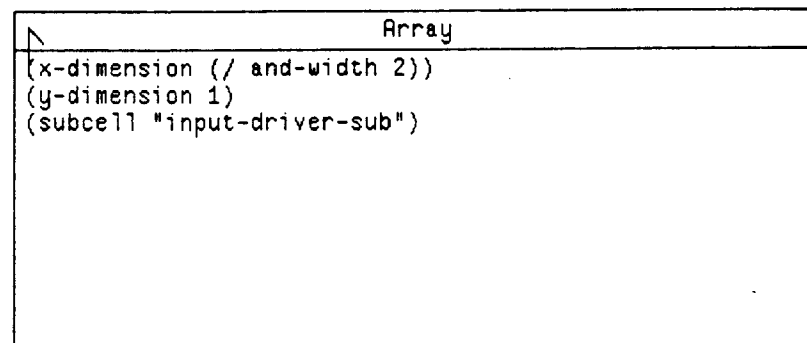 Array
(x-dimension (/ and-width 2))
(y-dimension 1)
(subcell "input-driver-sub")